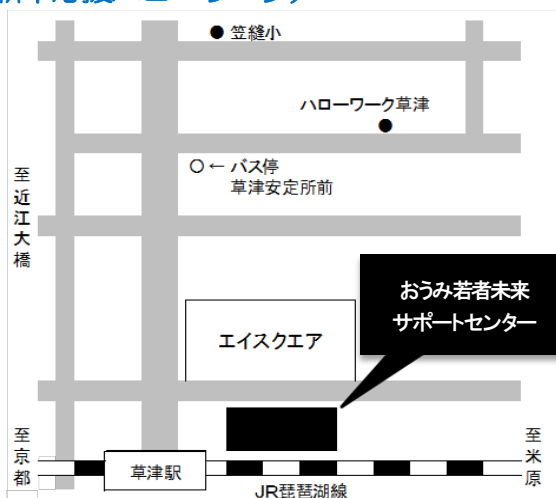 ● 笠縫小
ハローワーク草津
●
○ ← バス停
草津安定所前
至近江大橋
おうみ若者未来
サポートセンター
エイスクエア
至京都
草津駅
至米原
JR琵琶湖線